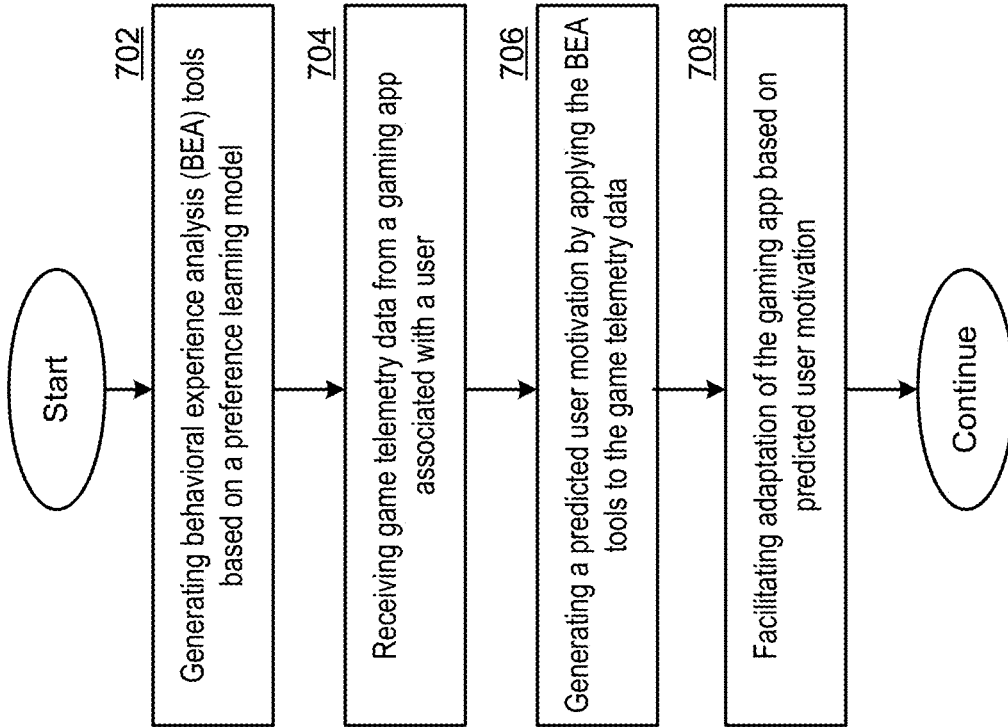 Start
702
Generating behavioral experience analysis (BEA) tools
based on a preference learning model
704
Receiving game telemetry data from a gaming app
associated with a user
706
Generating a predicted user motivation by applying the BEA
tools to the game telemetry data
708
Facilitating adaptation of the gaming app based on
predicted user motivation
Continue